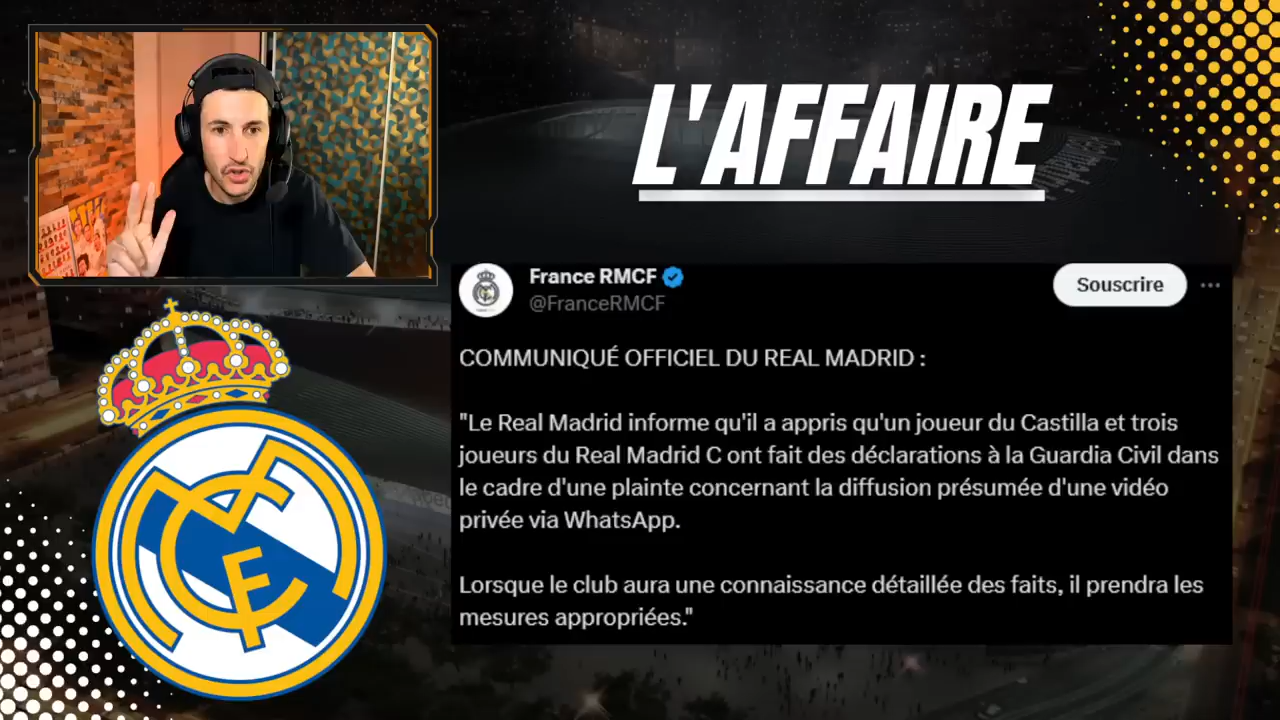 L'AFFAIRE
France RMCF
@FranceRMCF
Souscrire
COMMUNIQUÉ OFFICIEL DU REAL MADRID :
"Le Real Madrid informe qu'il a appris qu'un joueur du Castilla et trois
joueurs du Real Madrid C ont fait des déclarations à la Guardia Civil dans
le cadre d'une plainte concernant la diffusion présumée d'une vidéo
privée via WhatsApp.
Lorsque le club aura une connaissance détaillée des faits, il prendra les
mesures appropriées."